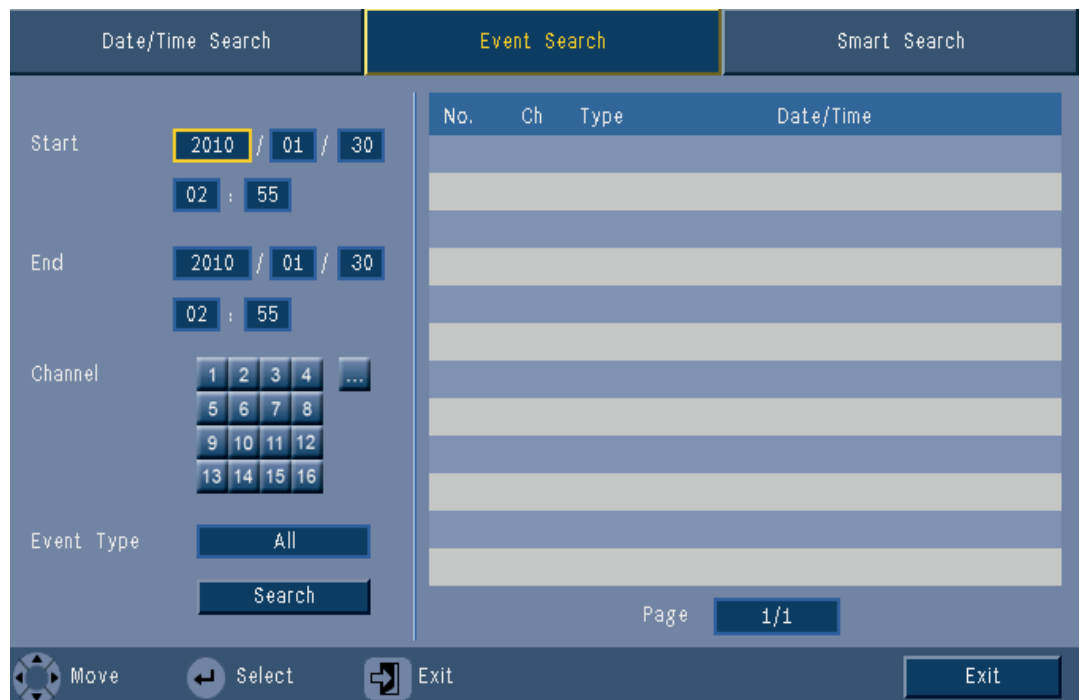 Date/Time Search
Event Search
Smart Search
Start
2010 / 01 / 30
02 : 55
End
2010 / 01 / 30
02 : 55
Channel
1 2 3 4 ...
5 6 7 8
9 10 11 12
13 14 15 16
Event Type
All
Search
No. Ch Type Date/Time
Page 1/1
Move
Select
Exit
Exit